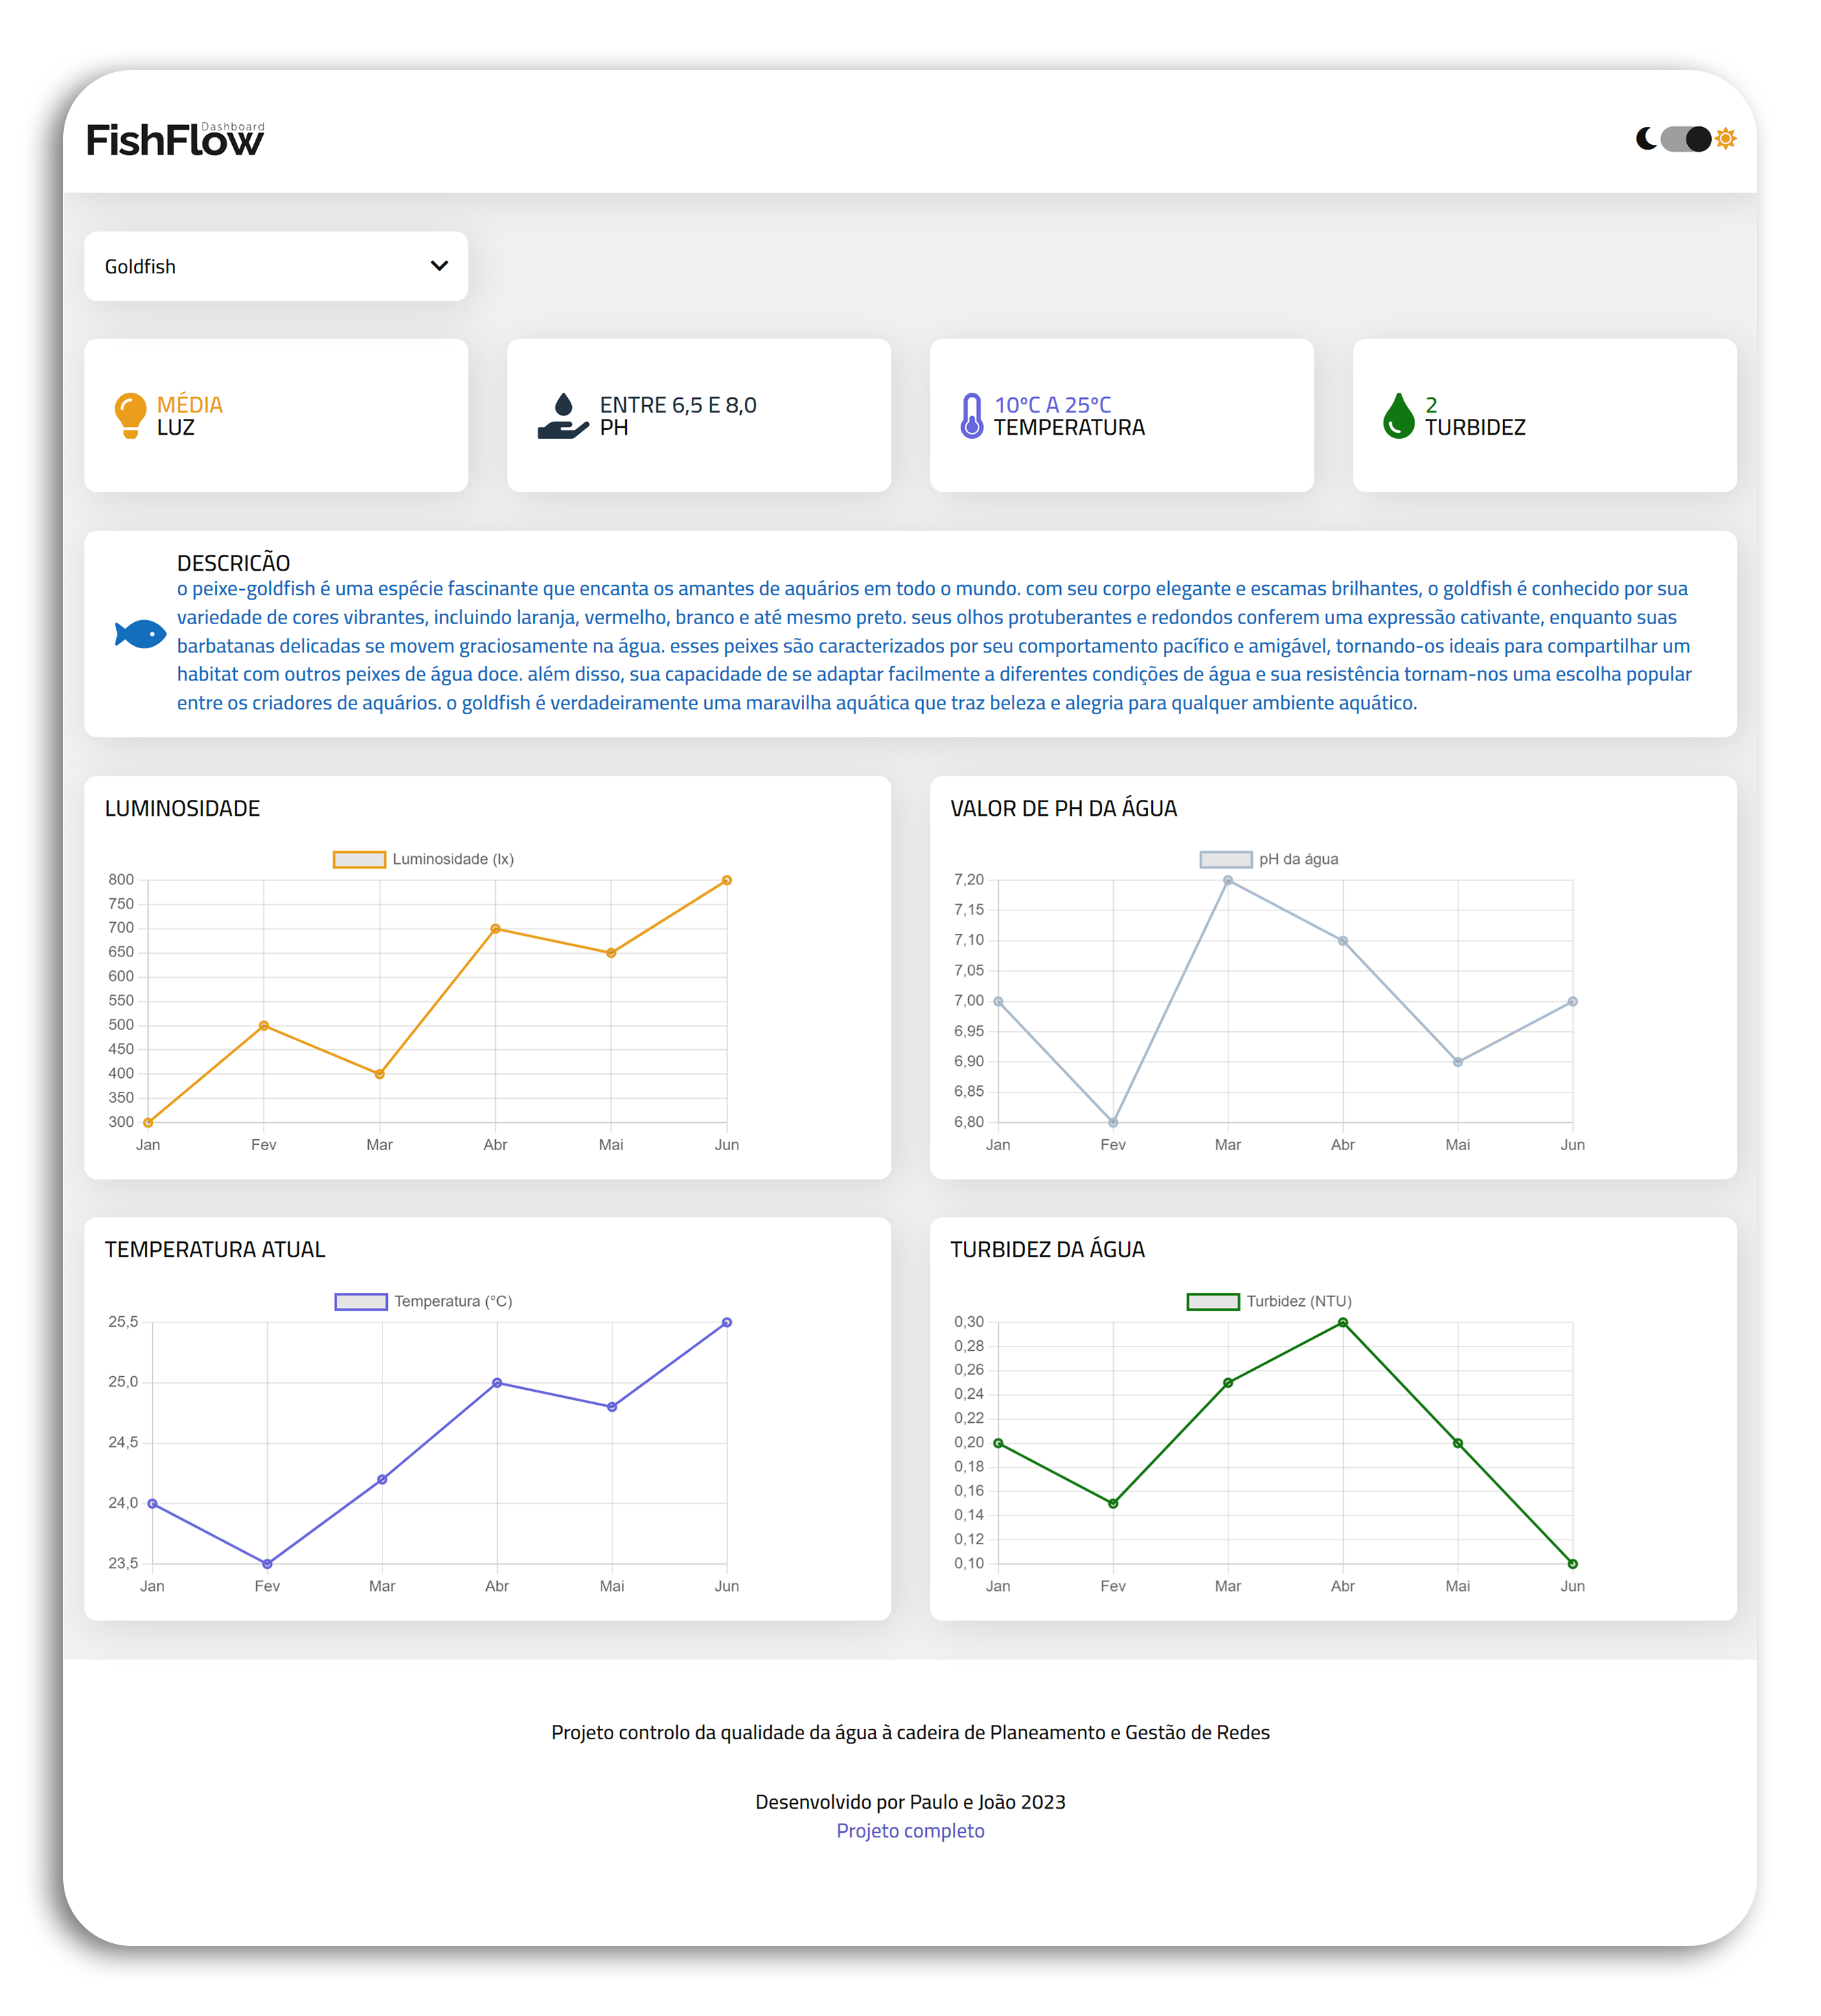 FishFlow Dashboard
Goldfish
MÉDIA
LUZ
ENTRE 6,5 E 8,0
PH
10ºC A 25ºC
TEMPERATURA
2
TURBIDEZ
DESCRICÃO
o peixe-goldfish é uma espécie fascinante que encanta os amantes de aquários em todo o mundo. com seu corpo elegante e escamas brilhantes, o goldfish é conhecido por sua
variedade de cores vibrantes, incluindo laranja, vermelho, branco e até mesmo preto. seus olhos protuberantes e redondos conferem uma expressão cativante, enquanto suas
barbatanas delicadas se movem graciosamente na água. esses peixes são caracterizados por seu comportamento pacífico e amigável, tornando-os ideais para compartilhar um
habitat com outros peixes de água doce. além disso, sua capacidade de se adaptar facilmente a diferentes condições de água e sua resistência tornam-nos uma escolha popular
entre os criadores de aquários. o goldfish é verdadeiramente uma maravilha aquática que traz beleza e alegria para qualquer ambiente aquático.
LUMINOSIDADE
Luminosidade (lx)
800
750
700
650
600
550
500
450
400
350
300
Jan Fev Mar Abr Mai Jun
VALOR DE PH DA ÁGUA
pH da água
7,20
7,15
7,10
7,05
7,00
6,95
6,90
6,85
6,80
Jan Fev Mar Abr Mai Jun
TEMPERATURA ATUAL
Temperatura (°C)
25,5
25,0
24,5
24,0
23,5
Jan Fev Mar Abr Mai Jun
TURBIDEZ DA ÁGUA
Turbidez (NTU)
0,30
0,28
0,26
0,24
0,22
0,20
0,18
0,16
0,14
0,12
0,10
Jan Fev Mar Abr Mai Jun
Projeto controlo da qualidade da água à cadeira de Planeamento e Gestão de Redes
Desenvolvido por Paulo e João 2023
Projeto completo